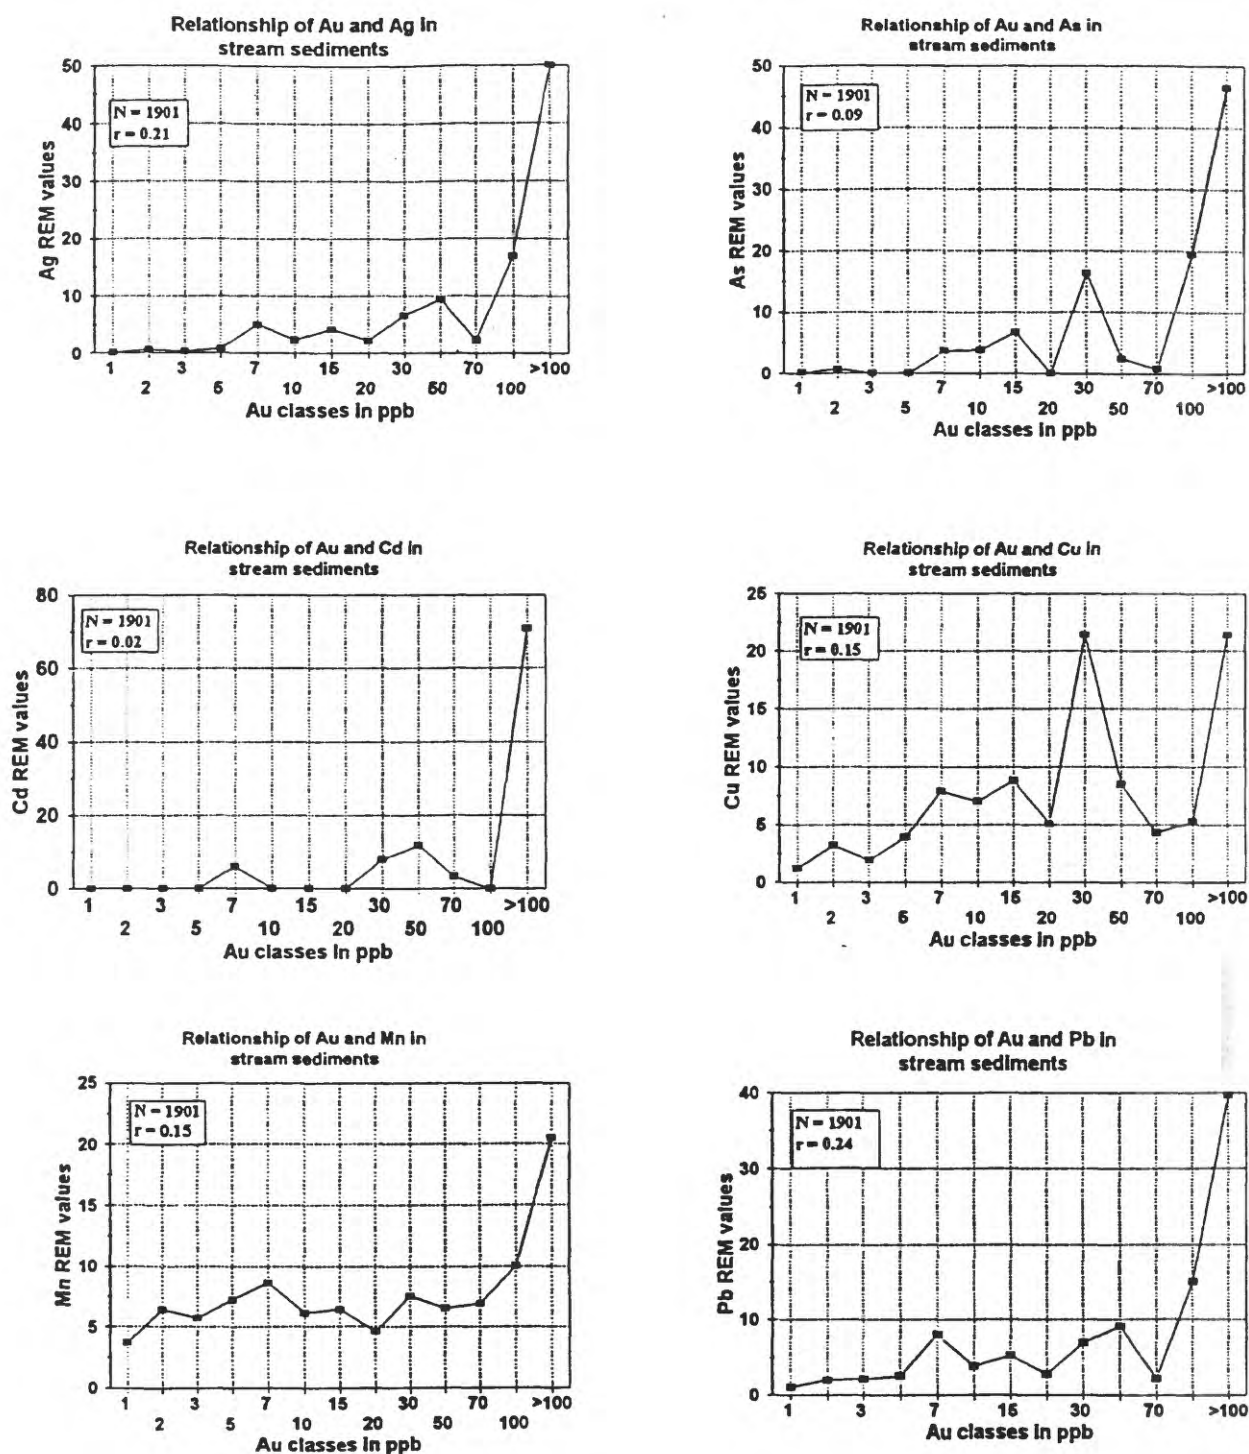 Relationship of Au and Ag in
stream sediments
50
40
30
20
10
0
Ag REM values
N = 1901
r = 0.21
1 3 7 15 30 70 >100
2 5 10 20 50 100
Au classes in ppb
Relationship of Au and As in
stream sediments
50
40
30
20
10
0
As REM values
N = 1901
r = 0.09
1 3 7 15 30 70 >100
2 5 10 20 50 100
Au classes in ppb
Relationship of Au and Cd in
stream sediments
80
60
40
20
0
Cd REM values
N = 1901
r = 0.02
1 3 7 15 30 70 >100
2 5 10 20 50 100
Au classes in ppb
Relationship of Au and Cu in
stream sediments
25
20
15
10
5
0
Cu REM values
N = 1901
r = 0.15
1 3 7 15 30 70 >100
2 5 10 20 50 100
Au classes in ppb
Relationship of Au and Mn in
stream sediments
25
20
15
10
5
0
Mn REM values
N = 1901
r = 0.15
1 3 7 15 30 70 >100
2 5 10 20 50 100
Au classes in ppb
Relationship of Au and Pb in
stream sediments
40
30
20
10
0
Pb REM values
N = 1901
r = 0.24
1 3 7 15 30 70 >100
2 5 10 20 50 100
Au classes in ppb